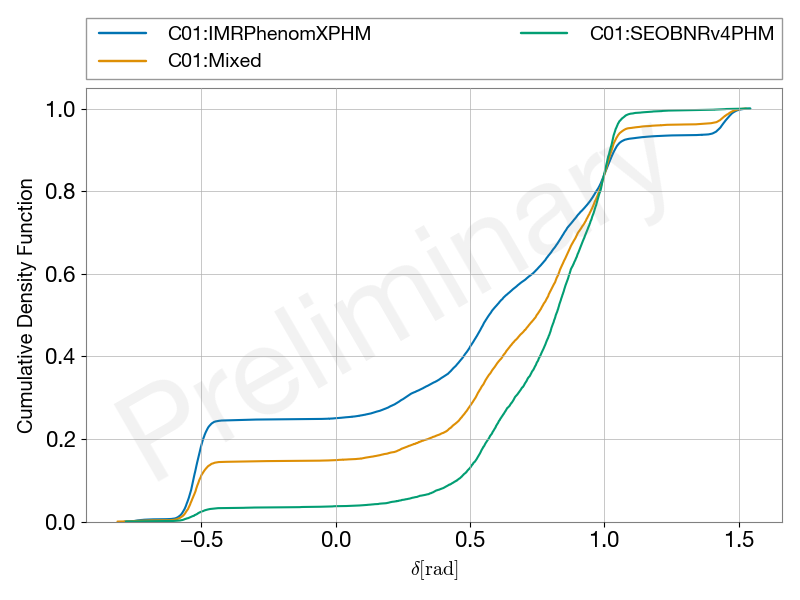 C01:IMRPhenomXPHM
C01:Mixed
C01:SEOBNRv4PHM
Cumulative Density Function
1.0
0.8
0.6
0.4
0.2
0.0
Preliminary
−0.5 0.0 0.5 1.0 1.5
δ[rad]